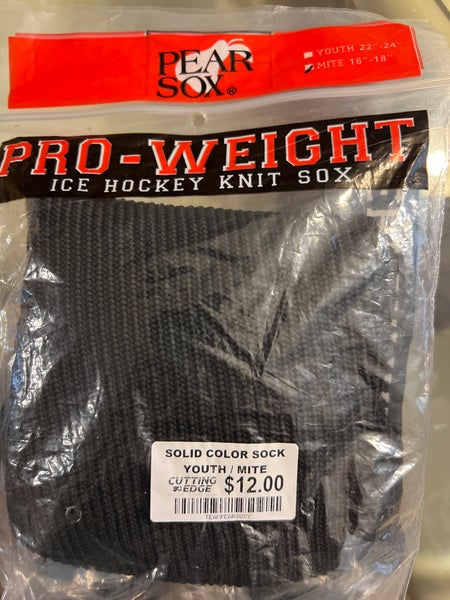 PEAR
SOX®
YOUTH 22"-24"
MITE 16"-18"
PRO-WEIGHT
ICE HOCKEY KNIT SOX
SOLID COLOR SOCK
YOUTH / MITE
CUTTING
EDGE
$12.00